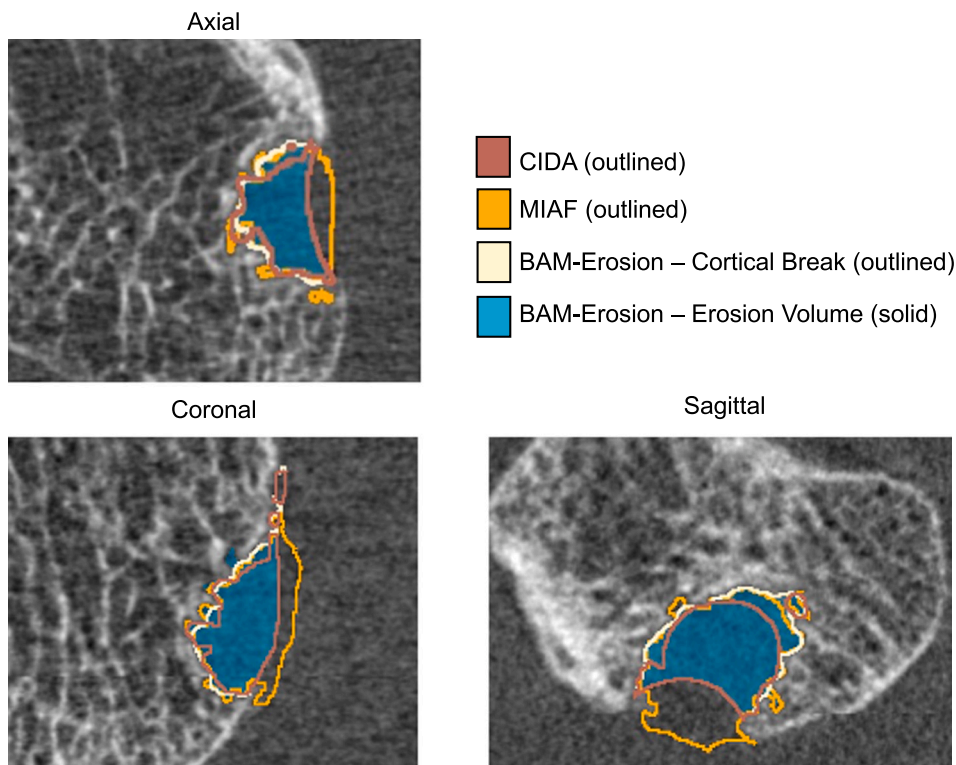 Axial
CIDA (outlined)
MIAF (outlined)
BAM-Erosion – Cortical Break (outlined)
BAM-Erosion – Erosion Volume (solid)
Coronal
Sagittal